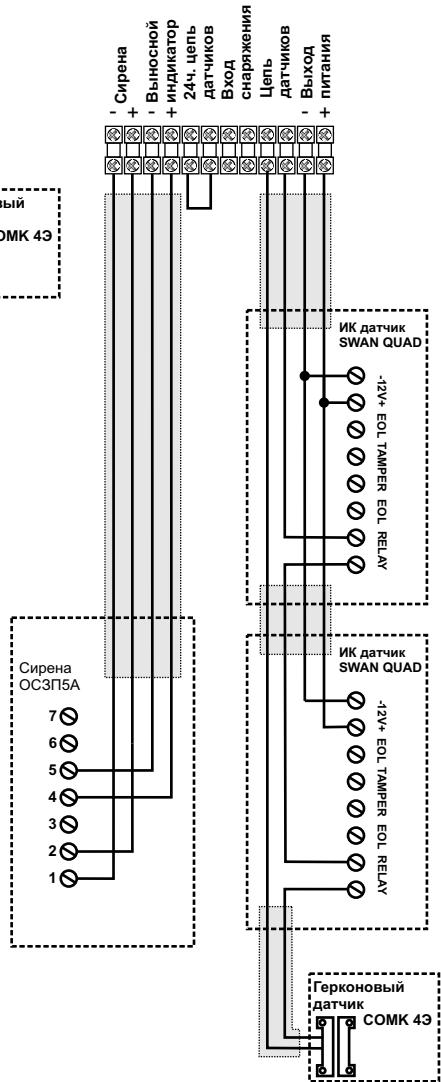 - Сирена
+
- Выносной
+ индикатор
24ч. цепь
датчиков
Вход
снаряжения
Цепь
датчиков
- Выход
+ питания
вый
ОМК 4Э
ИК датчик
SWAN QUAD
-12V+ EOL TAMPER EOL RELAY
ИК датчик
SWAN QUAD
-12V+ EOL TAMPER EOL RELAY
Сирена
ОСЗП5А
7
6
5
4
3
2
1
Герконовый
датчик
СОМК 4Э